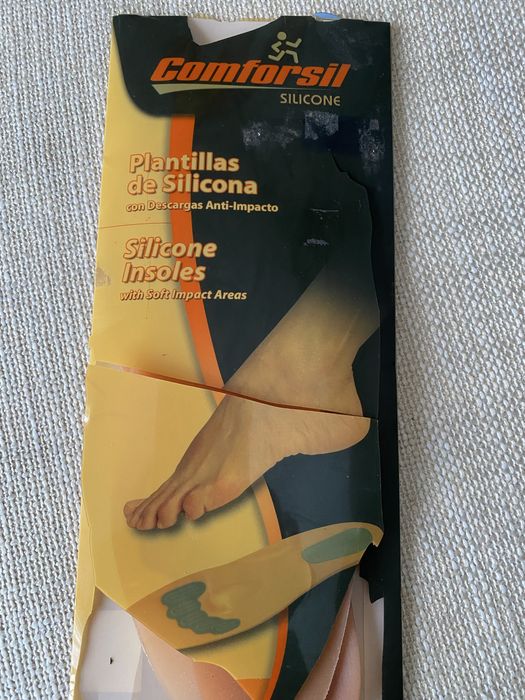 Comforsil
SILICONE
Plantillas
de Silicona
con Descargas Anti-Impacto
Silicone
Insoles
with Soft Impact Areas